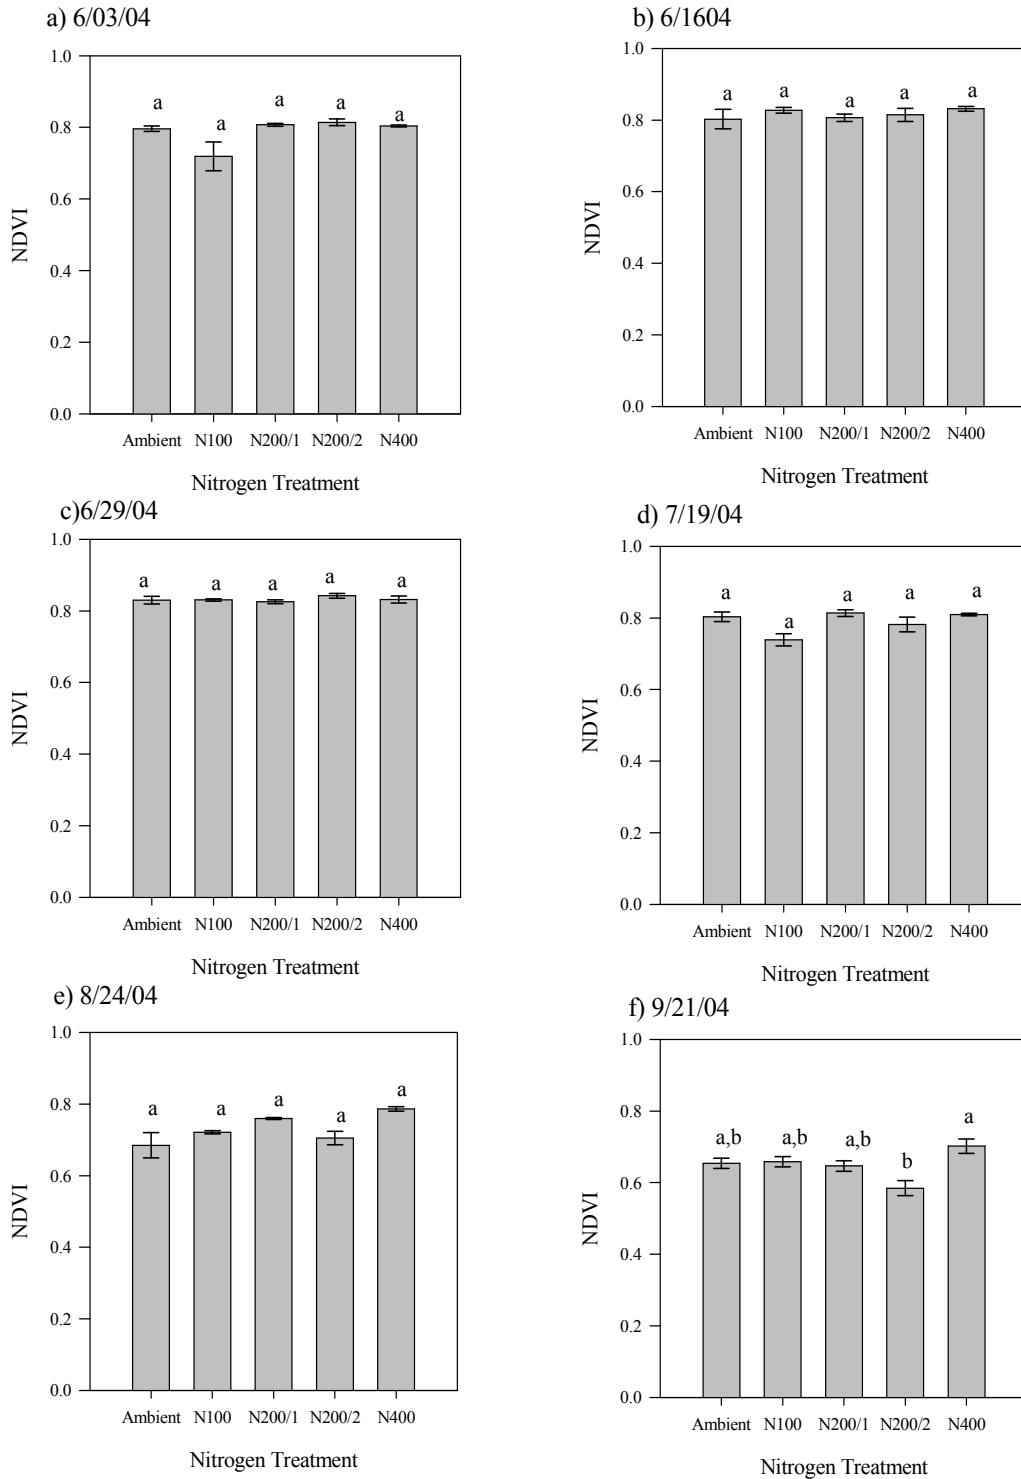 a) 6/03/04
1.0
0.8
0.6
0.4
0.2
0.0
NDVI
a a a a a
Ambient N100 N200/1 N200/2 N400
Nitrogen Treatment
b) 6/1604
1.0
0.8
0.6
0.4
0.2
0.0
NDVI
a a a a a
Ambient N100 N200/1 N200/2 N400
Nitrogen Treatment
c)6/29/04
1.0
0.8
0.6
0.4
0.2
0.0
NDVI
a a a a a
Ambient N100 N200/1 N200/2 N400
Nitrogen Treatment
d) 7/19/04
1.0
0.8
0.6
0.4
0.2
0.0
NDVI
a a a a a
Ambient N100 N200/1 N200/2 N400
Nitrogen Treatment
e) 8/24/04
1.0
0.8
0.6
0.4
0.2
0.0
NDVI
a a a a a
Ambient N100 N200/1 N200/2 N400
Nitrogen Treatment
f) 9/21/04
1.0
0.8
0.6
0.4
0.2
0.0
NDVI
a,b a,b a,b b a
Ambient N100 N200/1 N200/2 N400
Nitrogen Treatment